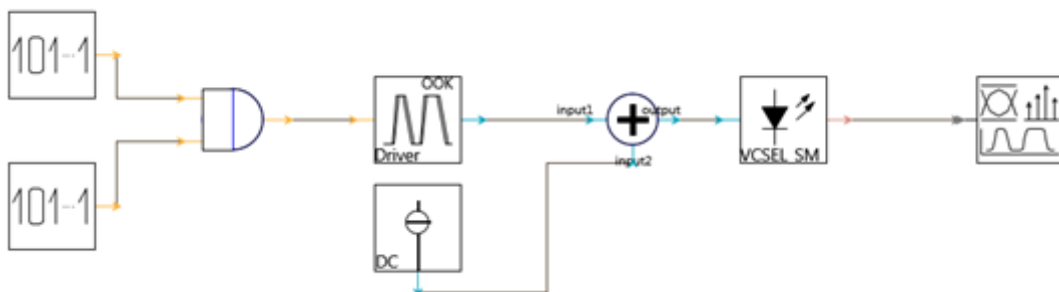 101...1
OOK
input1
output
Driver
input2
VCSEL SM
101...1
DC